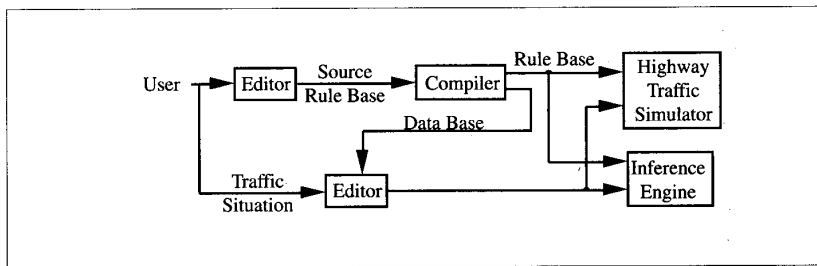 User
Editor
Source
Rule Base
Compiler
Rule Base
Highway
Traffic
Simulator
Data Base
Traffic
Situation
Editor
Inference
Engine